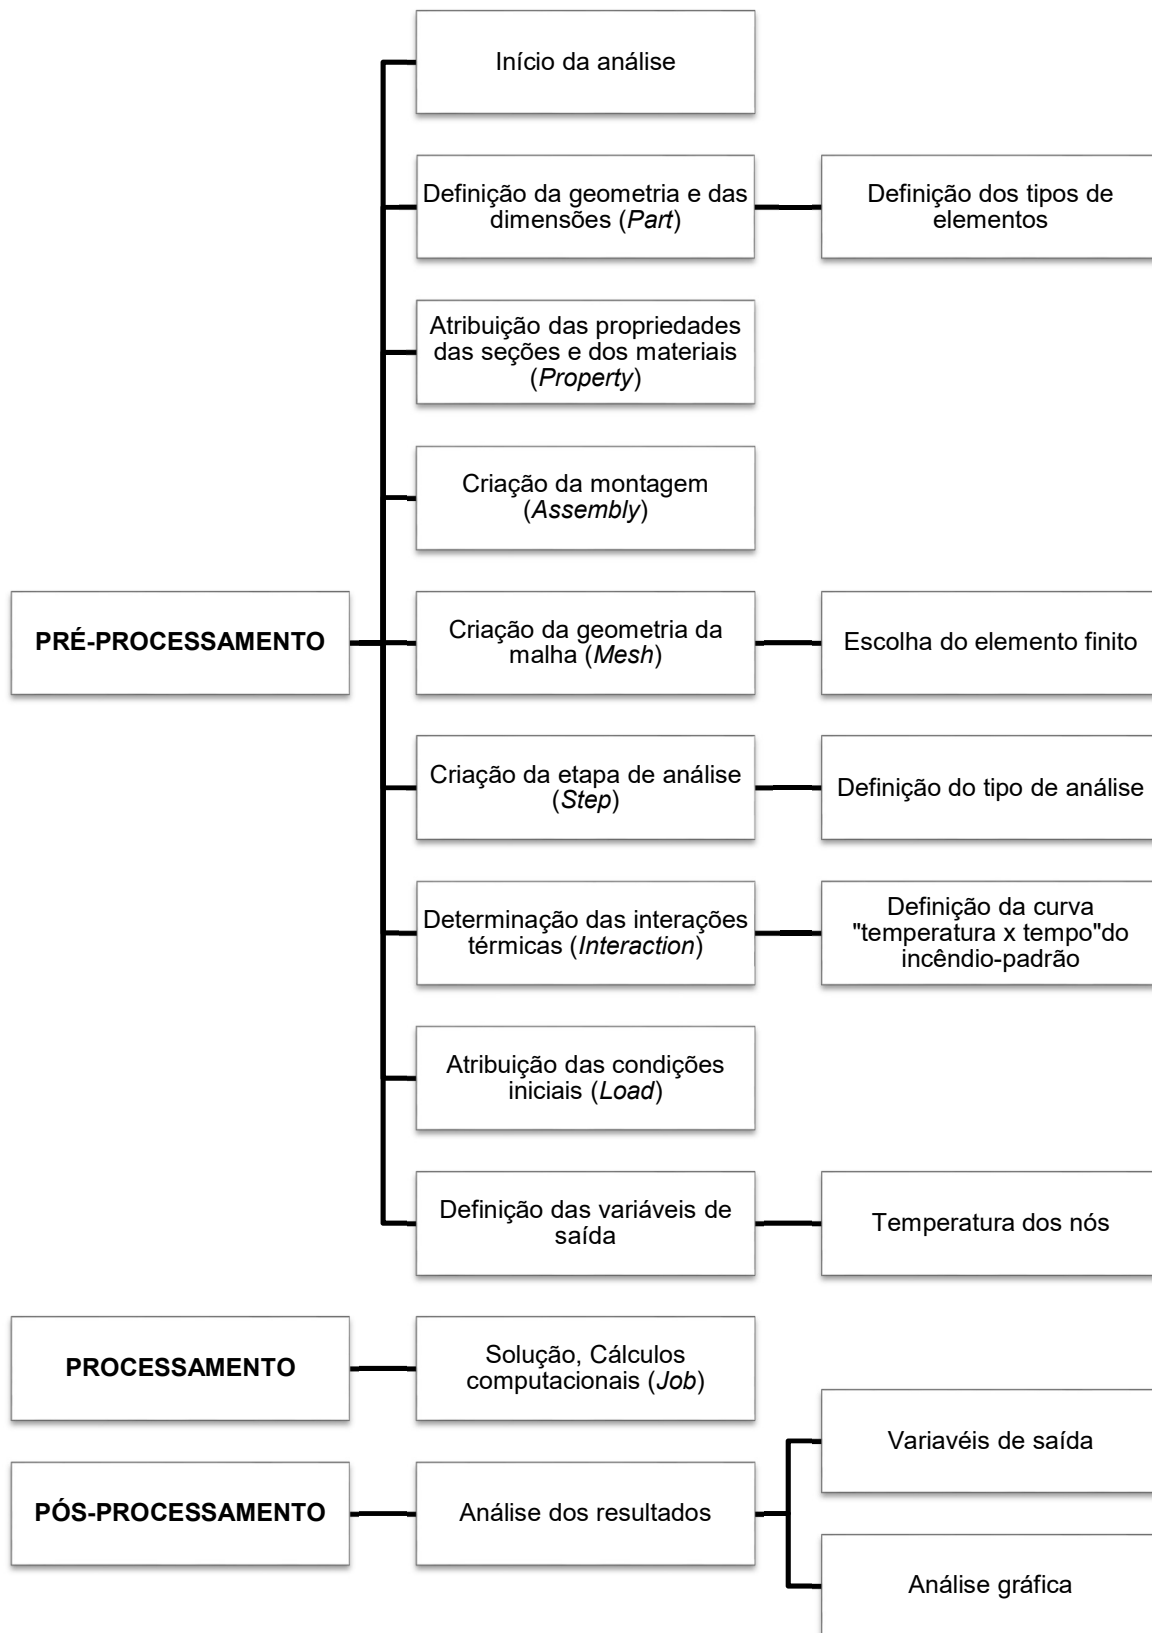 Início da análise
Definição da geometria e das
dimensões (Part)
Definição dos tipos de
elementos
Atribuição das propriedades
das seções e dos materiais
(Property)
Criação da montagem
(Assembly)
PRÉ-PROCESSAMENTO
Criação da geometria da
malha (Mesh)
Escolha do elemento finito
Criação da etapa de análise
(Step)
Definição do tipo de análise
Determinação das interações
térmicas (Interaction)
Definição da curva
"temperatura x tempo"do
incêndio-padrão
Atribuição das condições
iniciais (Load)
Definição das variáveis de
saída
Temperatura dos nós
PROCESSAMENTO
Solução, Cálculos
computacionais (Job)
PÓS-PROCESSAMENTO
Análise dos resultados
Variavéis de saída
Análise gráfica